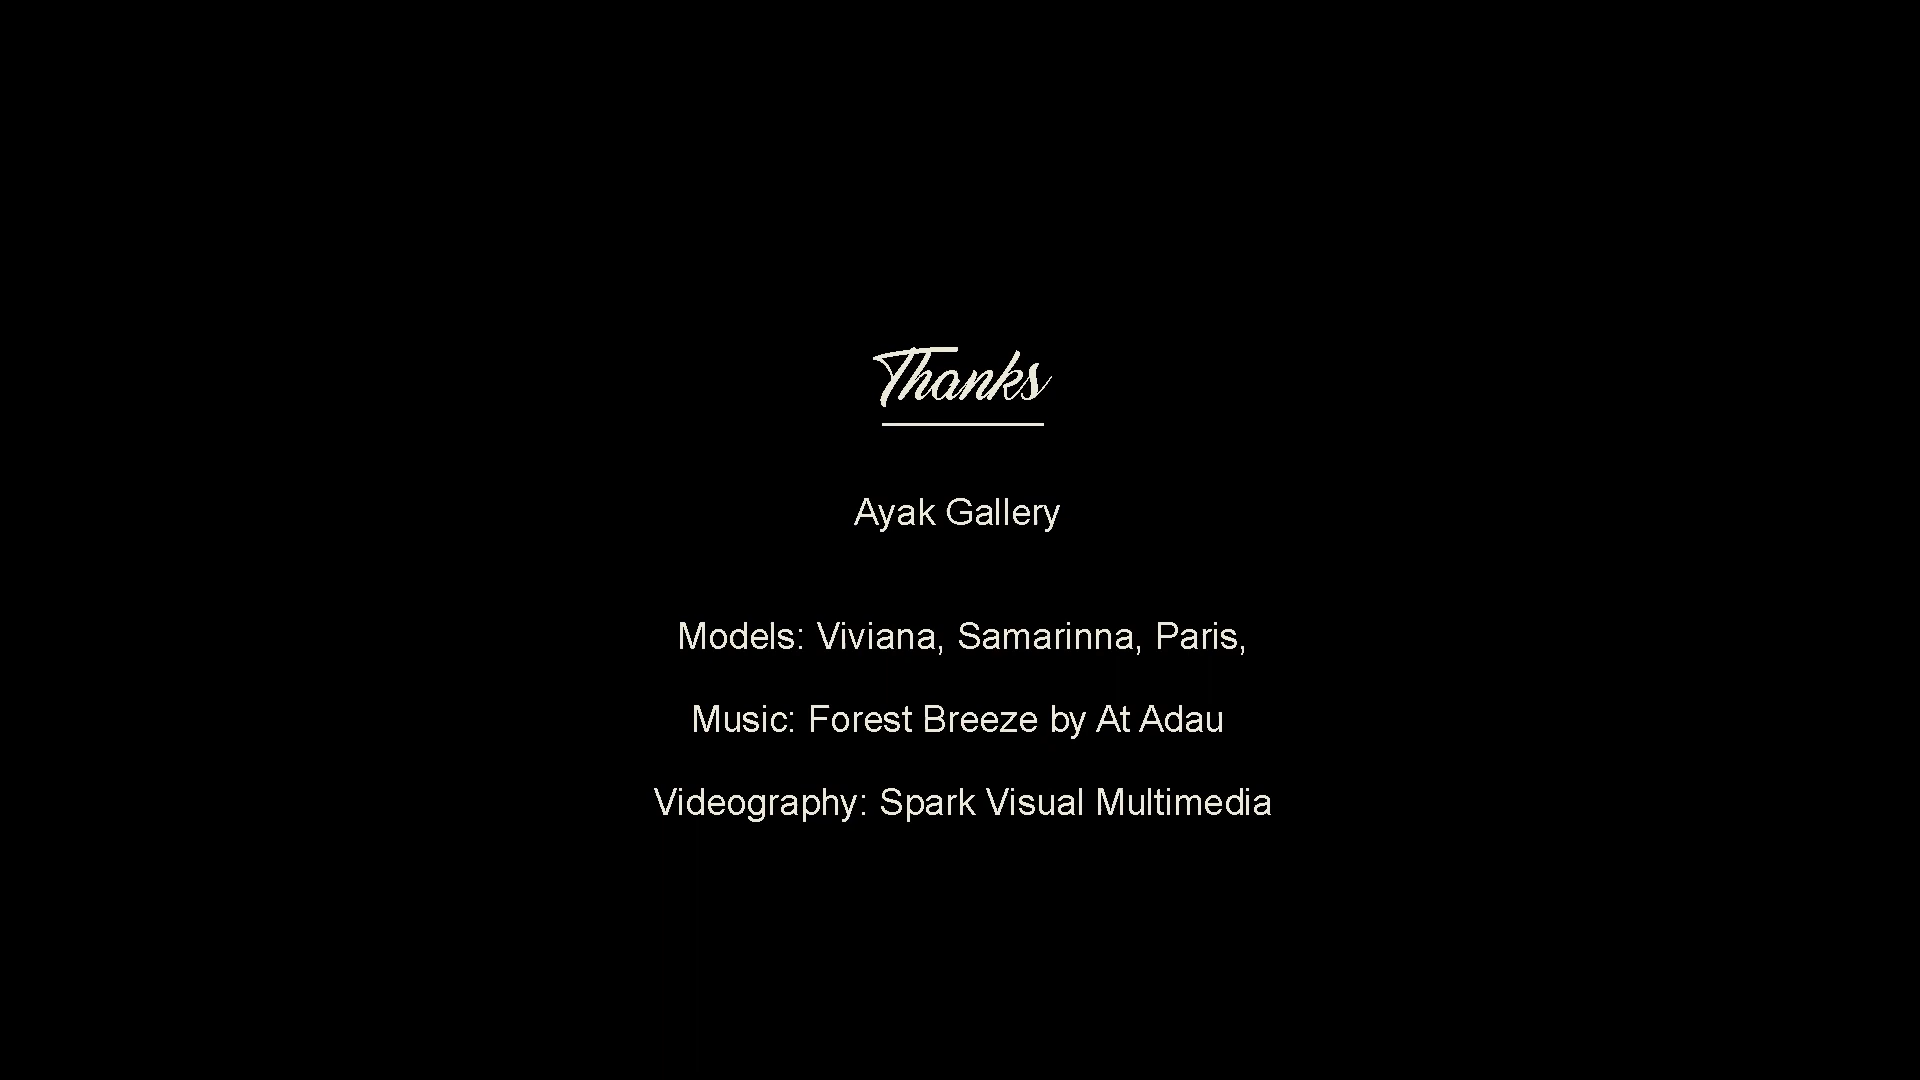 Thanks
Ayak Gallery
Models: Viviana, Samarinna, Paris,
Music: Forest Breeze by At Adau
Videography: Spark Visual Multimedia